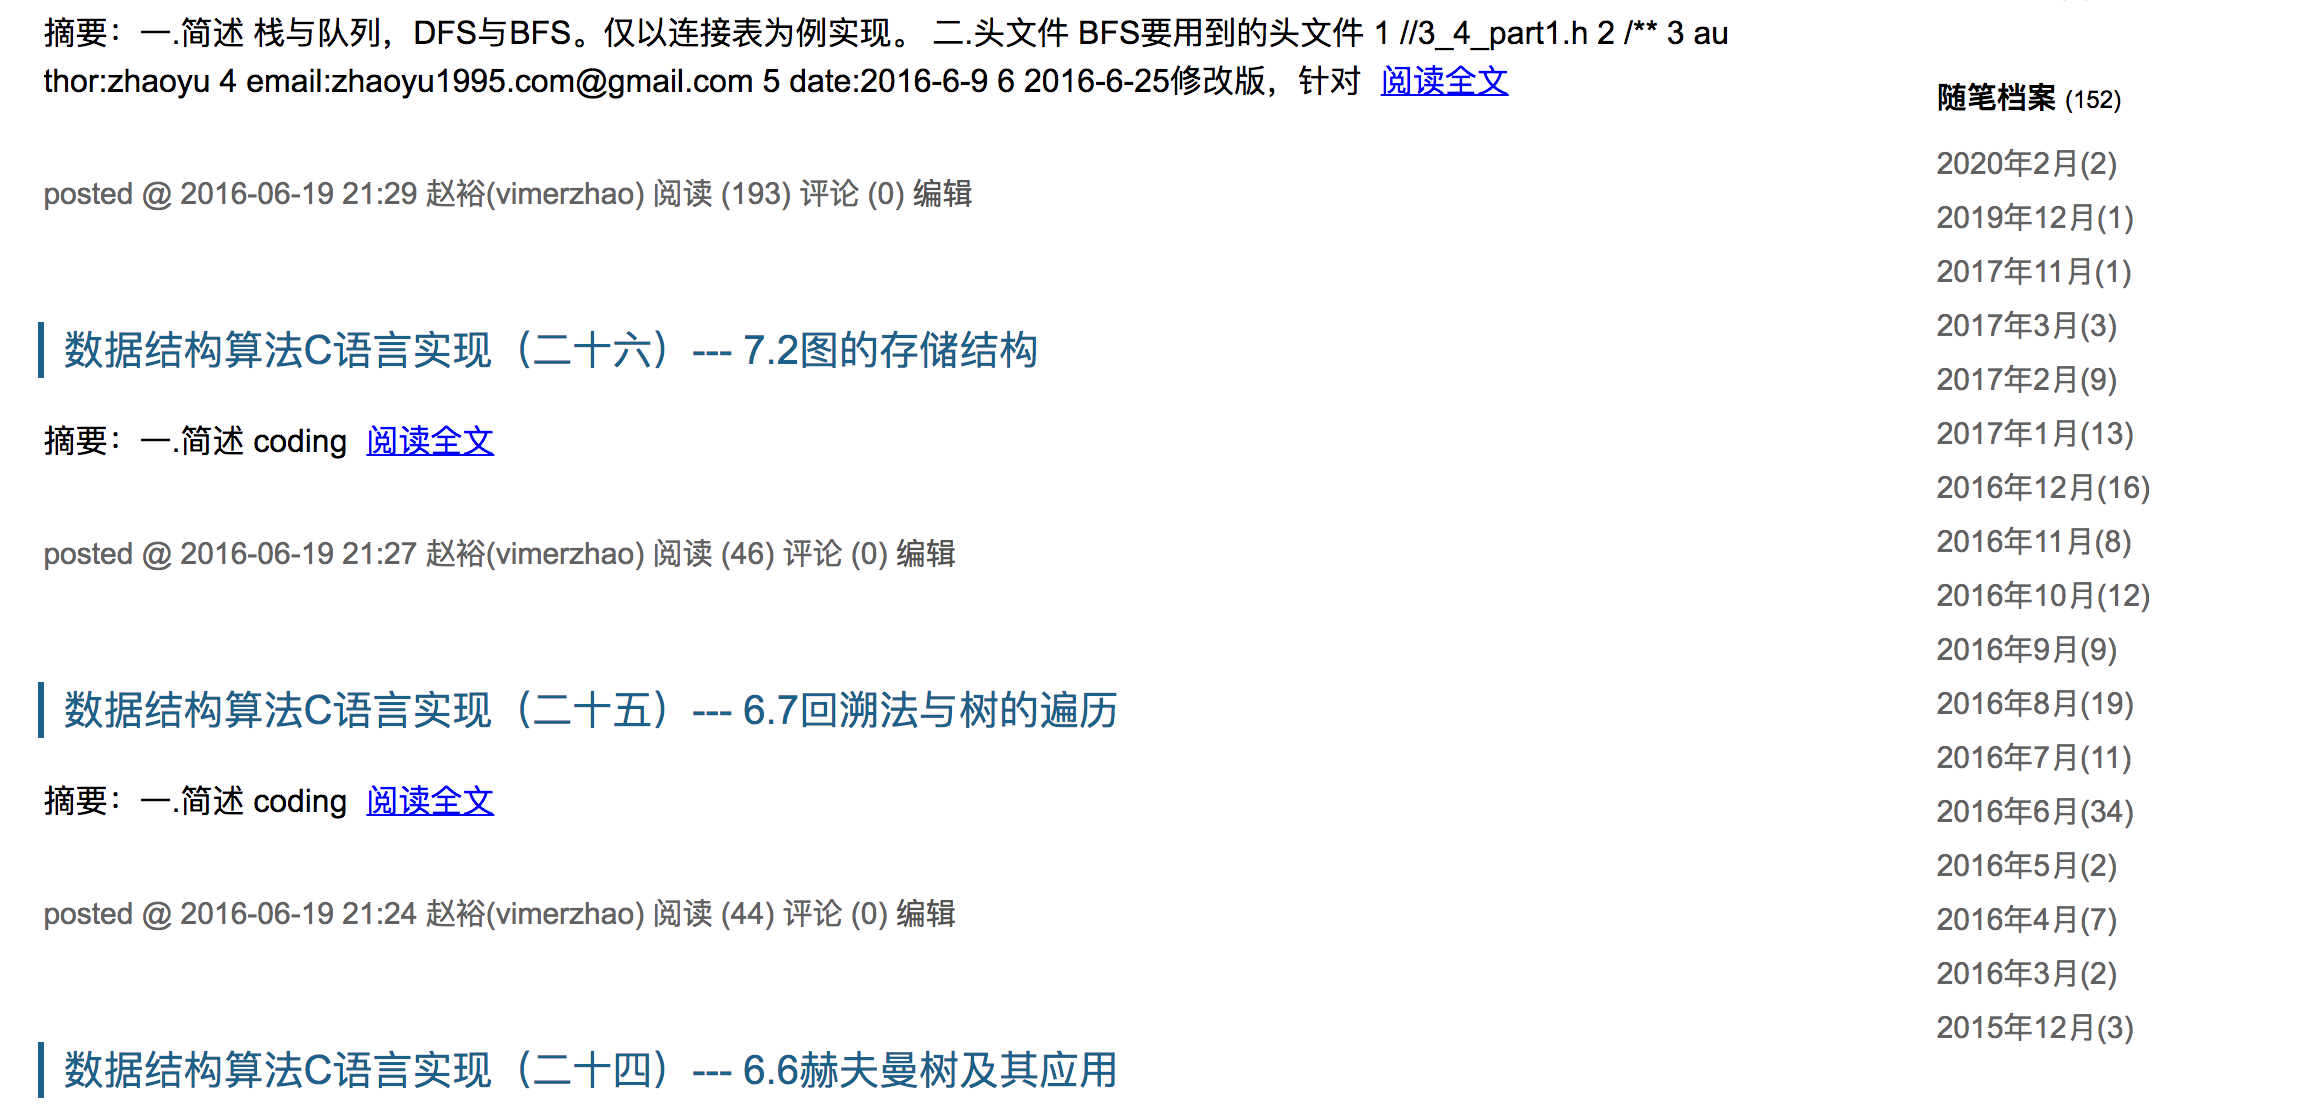 摘要：一.简述 栈与队列，DFS与BFS。仅以连接表为例实现。 二.头文件 BFS要用到的头文件 1 //3_4_part1.h 2 /** 3 au
thor:zhaoyu 4 email:zhaoyu1995.com@gmail.com 5 date:2016-6-9 6 2016-6-25修改版，针对 阅读全文
posted @ 2016-06-19 21:29 赵裕(vimerzhao) 阅读 (193) 评论 (0) 编辑
数据结构算法C语言实现（二十六）--- 7.2图的存储结构
摘要：一.简述 coding 阅读全文
posted @ 2016-06-19 21:27 赵裕(vimerzhao) 阅读 (46) 评论 (0) 编辑
数据结构算法C语言实现（二十五）--- 6.7回溯法与树的遍历
摘要：一.简述 coding 阅读全文
posted @ 2016-06-19 21:24 赵裕(vimerzhao) 阅读 (44) 评论 (0) 编辑
数据结构算法C语言实现（二十四）--- 6.6赫夫曼树及其应用
随笔档案 (152)
2020年2月(2)
2019年12月(1)
2017年11月(1)
2017年3月(3)
2017年2月(9)
2017年1月(13)
2016年12月(16)
2016年11月(8)
2016年10月(12)
2016年9月(9)
2016年8月(19)
2016年7月(11)
2016年6月(34)
2016年5月(2)
2016年4月(7)
2016年3月(2)
2015年12月(3)